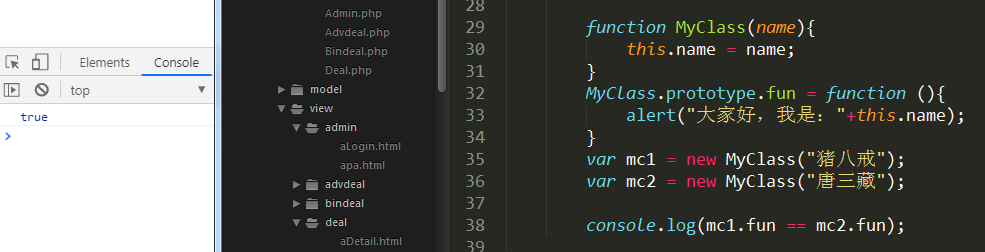 Elements
Console
top
true
Admin.php
Advdeal.php
Bindeal.php
Deal.php
model
view
admin
aLogin.html
apa.html
advdeal
bindeal
deal
aDetail.html
28
29 function MyClass(name){
30 this.name = name;
31 }
32 MyClass.prototype.fun = function (){
33 alert("大家好，我是："+this.name);
34 }
35 var mc1 = new MyClass("猪八戒");
36 var mc2 = new MyClass("唐三藏");
37
38 console.log(mc1.fun == mc2.fun);
39